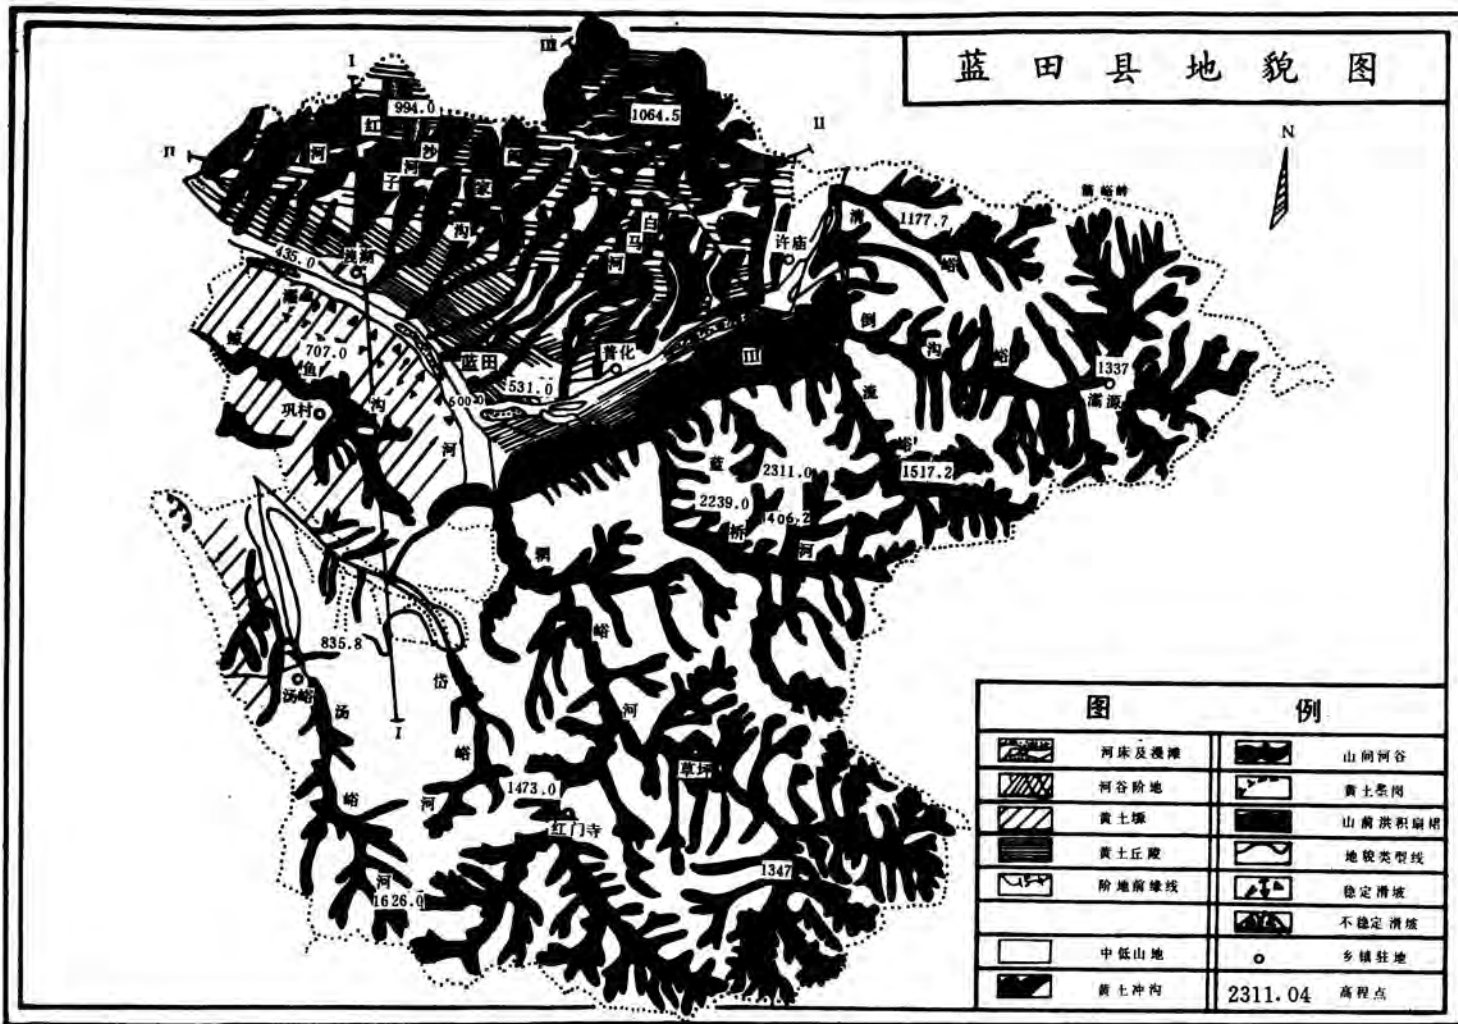 蓝田县地貌图
N
I
III
II
II
994.0
1064.5
红
河
沙
河
子
家
沟
白
马
河
许庙
清
峪
1177.7
435.0
灞
707.0
鲸
鱼
沟
巩村
蓝田
600.0
531.0
普化
III
河
倒
沟
峪
1337
灞源
流
峪
1517.2
蓝
2311.0
2239.0
1406.2
桥
河
辋
峪
河
835.8
汤峪
汤
峪
河
I
岱
峪
河
1473.0
红门寺
草坪
1347
1626.0
图例
河床及漫滩
山间河谷
河谷阶地
黄土梁岗
黄土塬
山前洪积扇裙
黄土丘陵
地貌类型线
阶地前缘线
稳定滑坡
不稳定滑坡
中低山地
乡镇驻地
黄土冲沟
2311.04
高程点